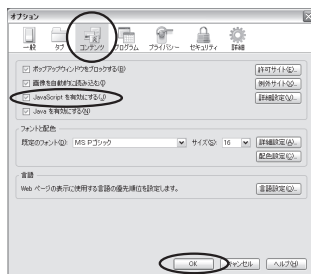 オプション
一般 タブ コンテンツ プログラム プライバシー セキュリティ 詳細
ポップアップウィンドウをブロックする(B) 許可サイト(E)...
画像を自動的に読み込む(I) 例外サイト(X)...
JavaScript を有効にする(J) 詳細設定(V)...
Java を有効にする(N)
フォントと配色
既定のフォント(D): MS Pゴシック サイズ(S): 16 詳細設定(A)...
配色設定(C)...
言語
Web ページの表示に使用する言語の優先順位を設定します。 言語設定(O)...
OK キャンセル ヘルプ(H)